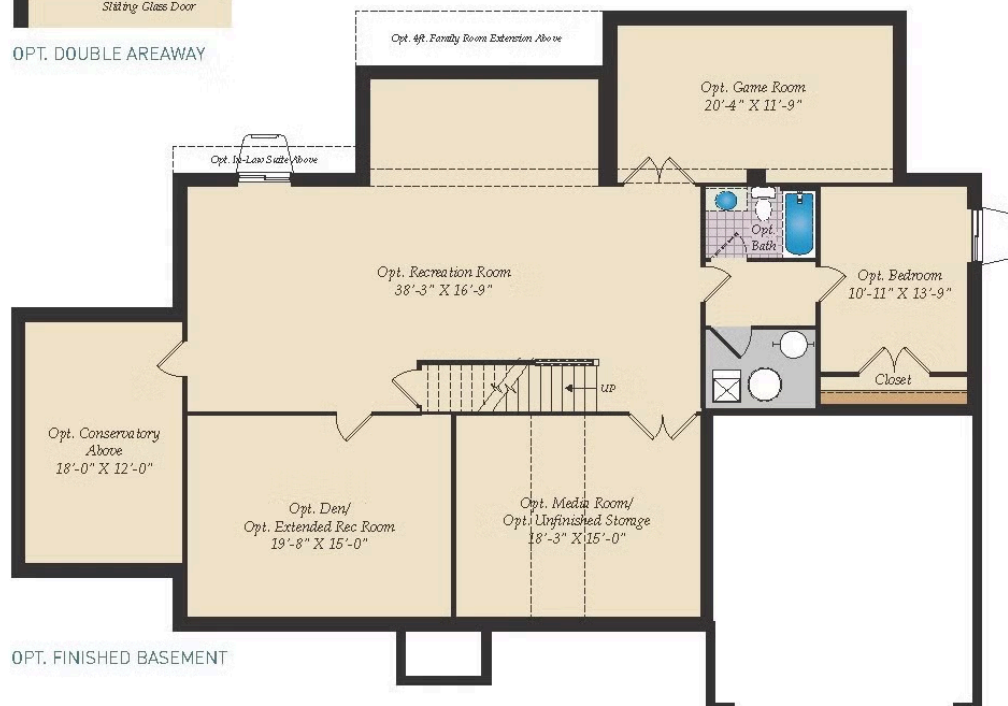 Sliding Glass Door
OPT. DOUBLE AREAWAY
Opt. 4ft. Family Room Extension Above
Opt. Game Room
20'-4" X 11'-9"
Opt. In-Law Suite Above
Opt.
Bath
Opt. Recreation Room
38'-3" X 16'-9"
Opt. Bedroom
10'-11" X 13'-9"
UP
Closet
Opt. Conservatory
Above
18'-0" X 12'-0"
Opt. Den/
Opt. Extended Rec Room
19'-8" X 15'-0"
Opt. Media Room/
Opt. Unfinished Storage
18'-3" X 15'-0"
OPT. FINISHED BASEMENT